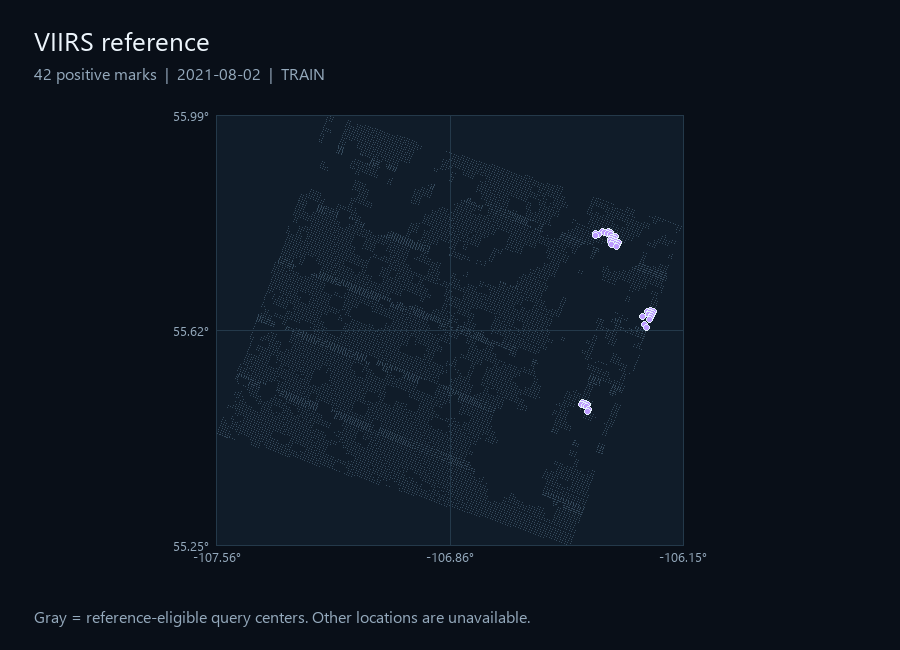 VIIRS reference
42 positive marks | 2021-08-02 | TRAIN
55.99°
55.62°
55.25°
-107.56°
-106.86°
-106.15°
Gray = reference-eligible query centers. Other locations are unavailable.